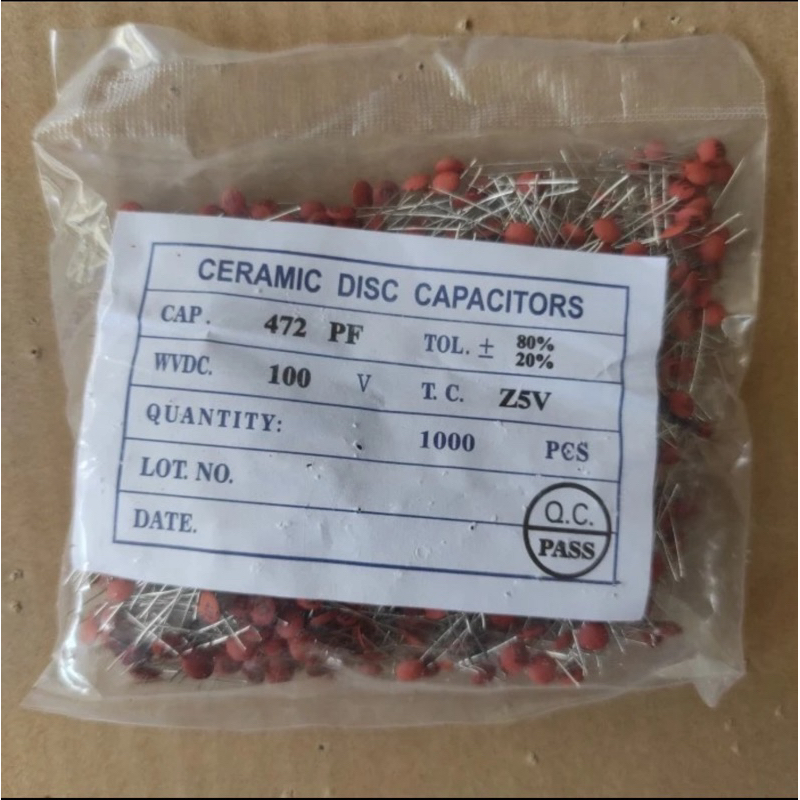 CERAMIC DISC CAPACITORS
CAP. 472 PF TOL. ± 80% 20%
WVDC. 100 V T. C. Z5V
QUANTITY: 1000 PCS
LOT. NO.
DATE.
Q.C.
PASS